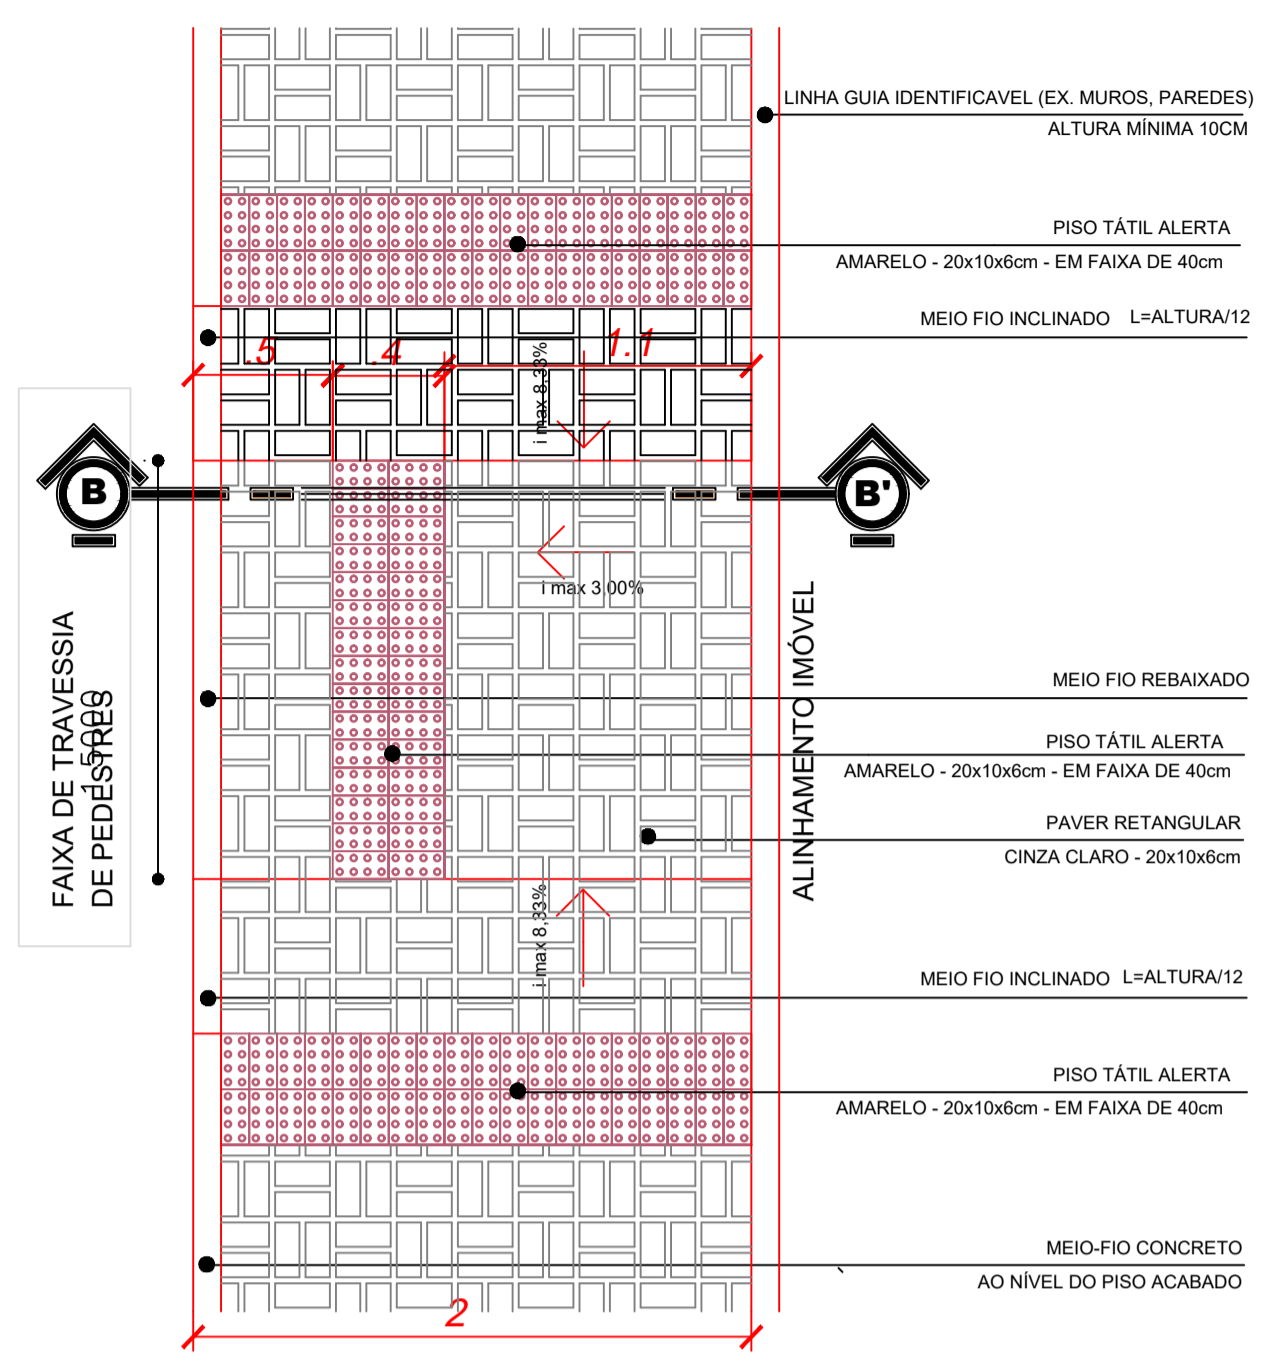 LINHA GUIA IDENTIFICAVEL (EX. MUROS, PAREDES)
ALTURA MÍNIMA 10CM
PISO TÁTIL ALERTA
AMARELO - 20x10x6cm - EM FAIXA DE 40cm
MEIO FIO INCLINADO L=ALTURA/12
.5
.4
1.1
i max 8,33%
B
B'
i max 3,00%
FAIXA DE TRAVESSIA
DE PEDESTRES
1.5000
ALINHAMENTO IMÓVEL
MEIO FIO REBAIXADO
PISO TÁTIL ALERTA
AMARELO - 20x10x6cm - EM FAIXA DE 40cm
PAVER RETANGULAR
CINZA CLARO - 20x10x6cm
i max 8,33%
MEIO FIO INCLINADO L=ALTURA/12
PISO TÁTIL ALERTA
AMARELO - 20x10x6cm - EM FAIXA DE 40cm
MEIO-FIO CONCRETO
AO NÍVEL DO PISO ACABADO
2